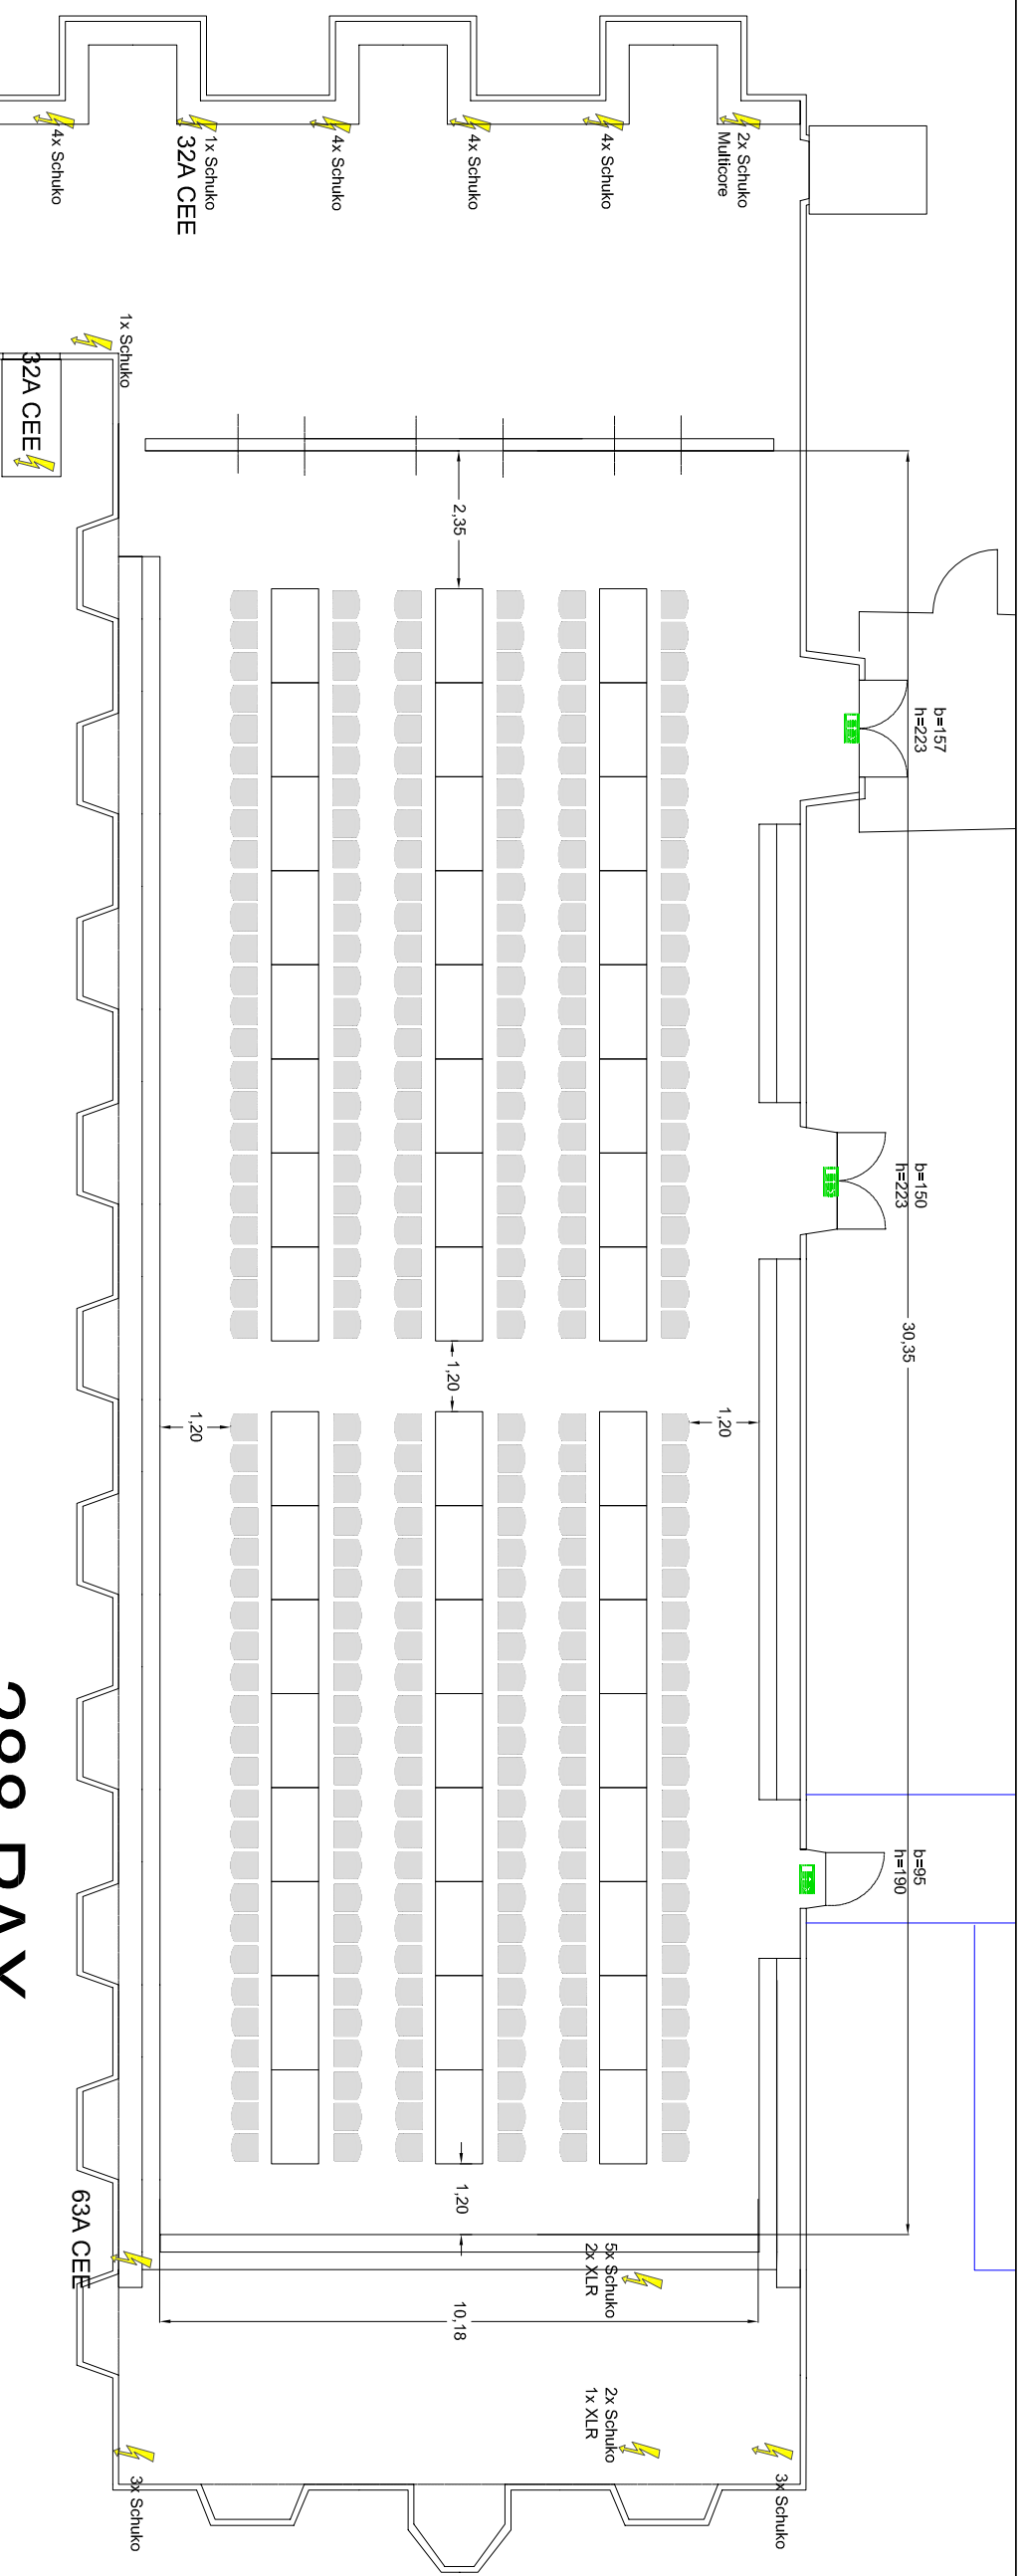 4x Schuko
1x Schuko
32A CEE
4x Schuko
4x Schuko
4x Schuko
2x Schuko
Multicore
1x Schuko
32A CEE
2,35
b=157
h=223
b=150
h=223
30,35
1,20
1,20
1,20
b=95
h=190
1,20
63A CEE
5x Schuko
2x XLR
10,18
2x Schuko
1x XLR
3x Schuko
3x Schuko